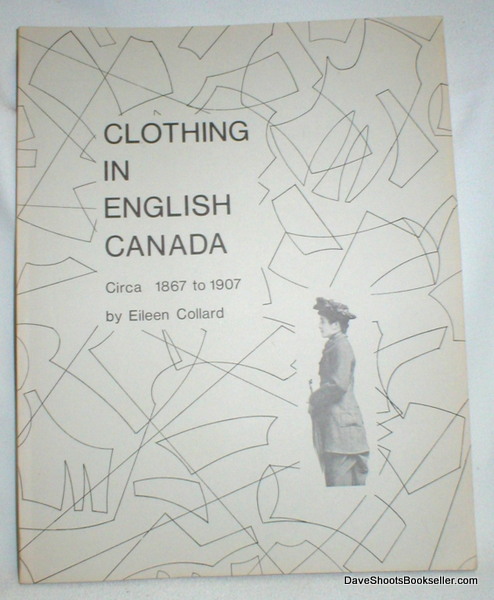 CLOTHING
IN
ENGLISH
CANADA
Circa 1867 to 1907
by Eileen Collard
DaveShootsBookseller.com